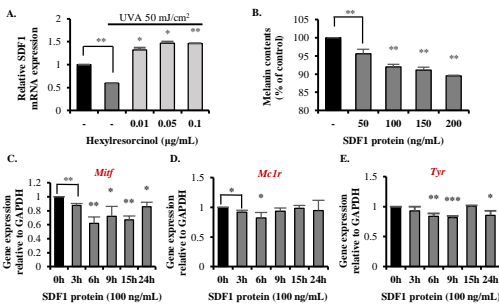 A.
UVA 50 mJ/cm²
Relative SDF1
mRNA expression
2
1.5
1
0.5
0
**
*
*
**
- - 0.01 0.05 0.1
Hexylresorcinol (µg/mL)
B.
Melanin contents
(% of control)
100
95
90
85
80
**
**
**
**
- 50 100 150 200
SDF1 protein (ng/mL)
C.
Mitf
Gene expression
relative to GAPDH
1.2
1
0.8
0.6
0.4
0.2
0
**
**
*
**
*
0h 3h 6h 9h 15h 24h
SDF1 protein (100 ng/mL)
D.
Mc1r
Gene expression
relative to GAPDH
1.5
1
0.5
0
*
*
0h 3h 6h 9h 15h 24h
SDF1 protein (100 ng/mL)
E.
Tyr
Gene expression
relative to GAPDH
1.5
1
0.5
0
**
***
*
0h 3h 6h 9h 15h 24h
SDF1 protein (100 ng/mL)